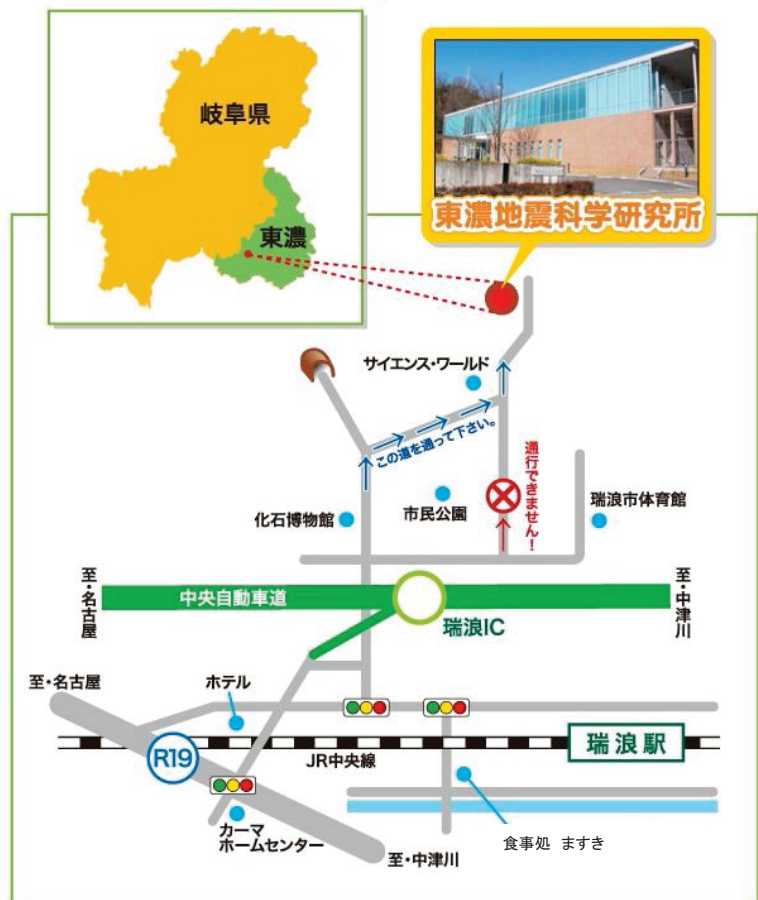 岐阜県
東濃
東濃地震科学研究所
サイエンス・ワールド
この道を通って下さい。
通行できません！
化石博物館
市民公園
瑞浪市体育館
至・名古屋
中央自動車道
至・中津川
瑞浪IC
至・名古屋
ホテル
R19
JR中央線
瑞浪駅
カーマ
ホームセンター
至・中津川
食事処 ますき